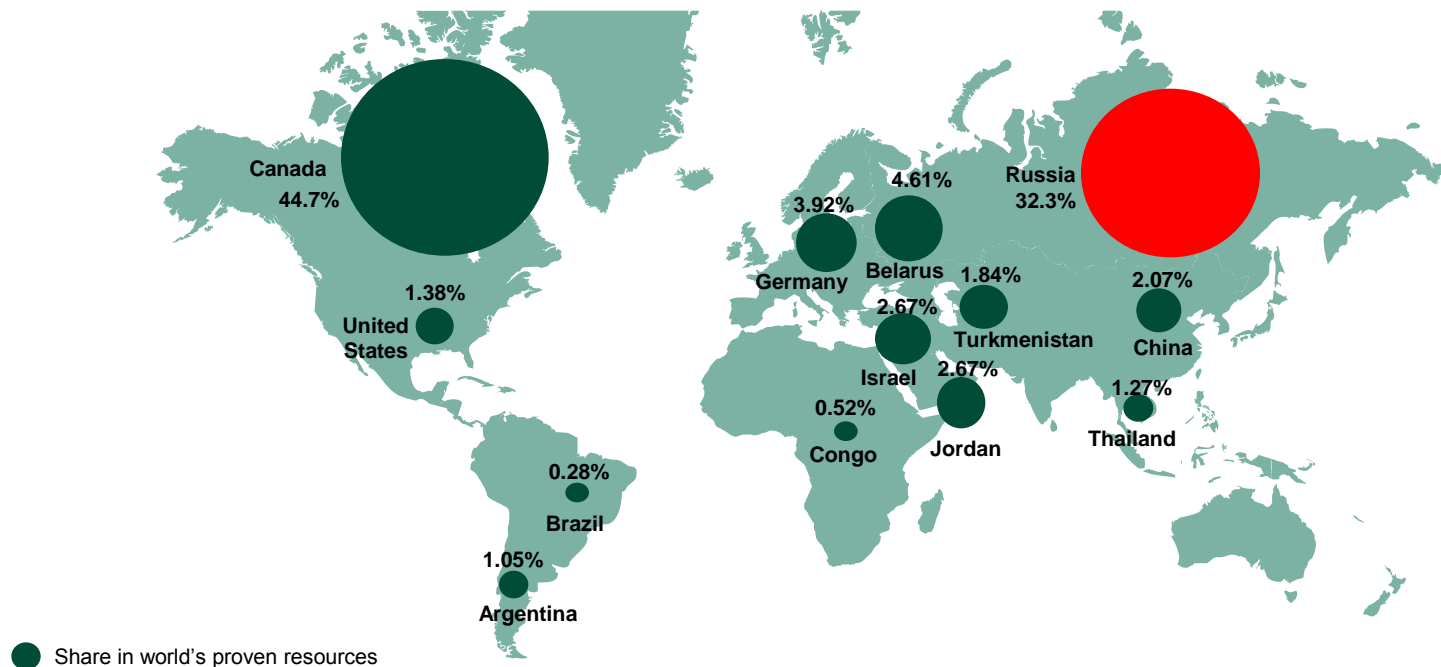 Canada
44.7%
Russia
32.3%
4.61%
Belarus
3.92%
Germany
1.38%
United
States
2.67%
Israel
1.84%
Turkmenistan
2.07%
China
2.67%
Jordan
1.27%
Thailand
0.52%
Congo
0.28%
Brazil
1.05%
Argentina
Share in world's proven resources